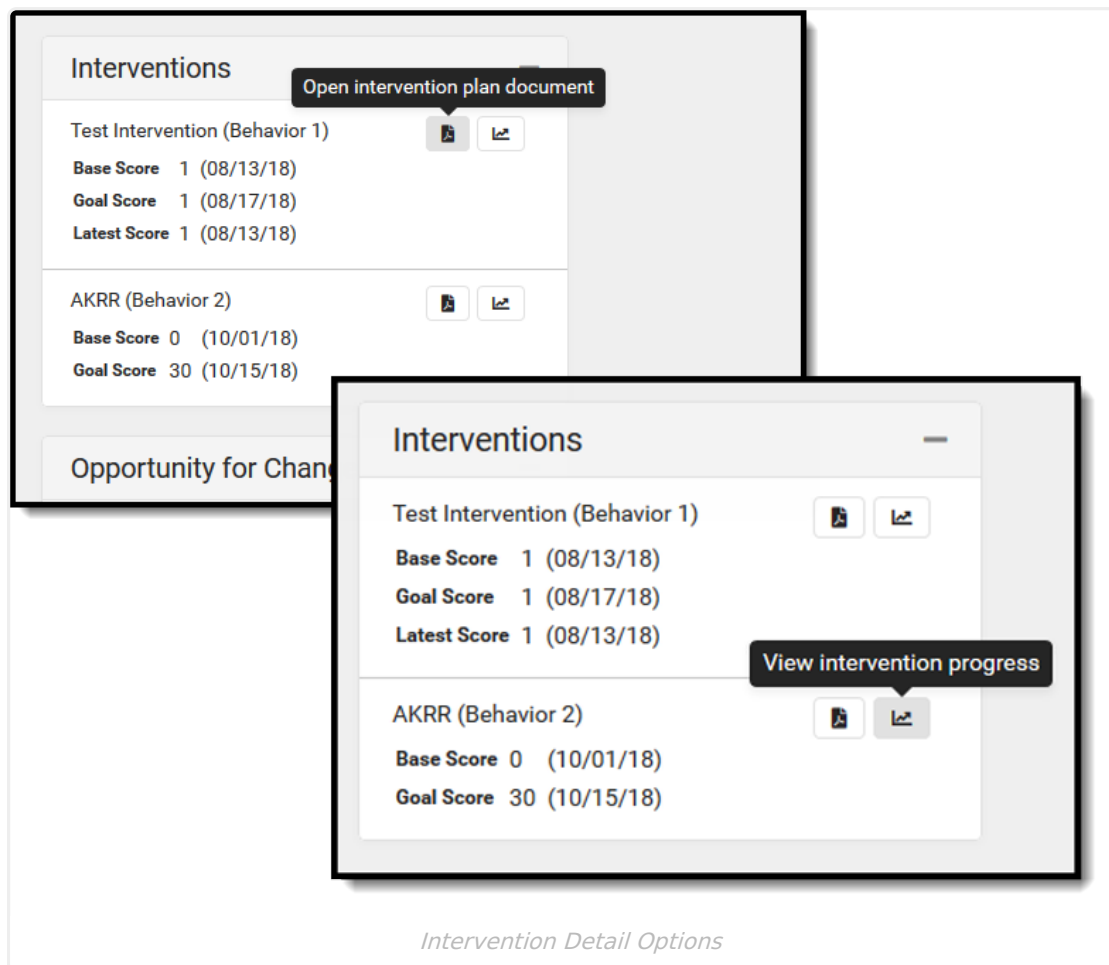 Interventions
Open intervention plan document
Test Intervention (Behavior 1)
Base Score 1 (08/13/18)
Goal Score 1 (08/17/18)
Latest Score 1 (08/13/18)
AKRR (Behavior 2)
Base Score 0 (10/01/18)
Goal Score 30 (10/15/18)
Opportunity for
Interventions
Test Intervention (Behavior 1)
Base Score 1 (08/13/18)
Goal Score 1 (08/17/18)
Latest Score 1 (08/13/18)
View intervention progress
AKRR (Behavior 2)
Base Score 0 (10/01/18)
Goal Score 30 (10/15/18)
Intervention Detail Options